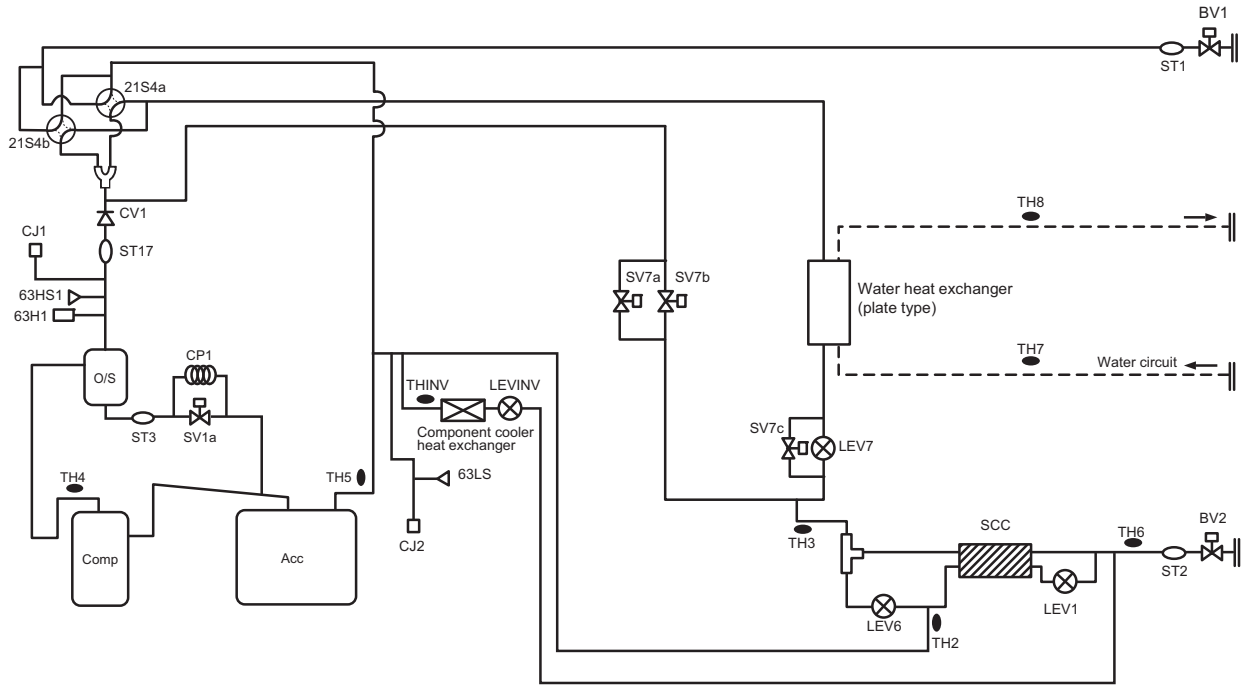 BV1
ST1
21S4a
21S4b
CV1
CJ1
ST17
63HS1
63H1
O/S
CP1
ST3
SV1a
TH4
Comp
Acc
TH5
THINV
LEVINV
Component cooler
heat exchanger
63LS
CJ2
SV7a
SV7b
TH8
Water heat exchanger
(plate type)
TH7
Water circuit
SV7c
LEV7
TH3
SCC
TH6
BV2
ST2
LEV1
LEV6
TH2